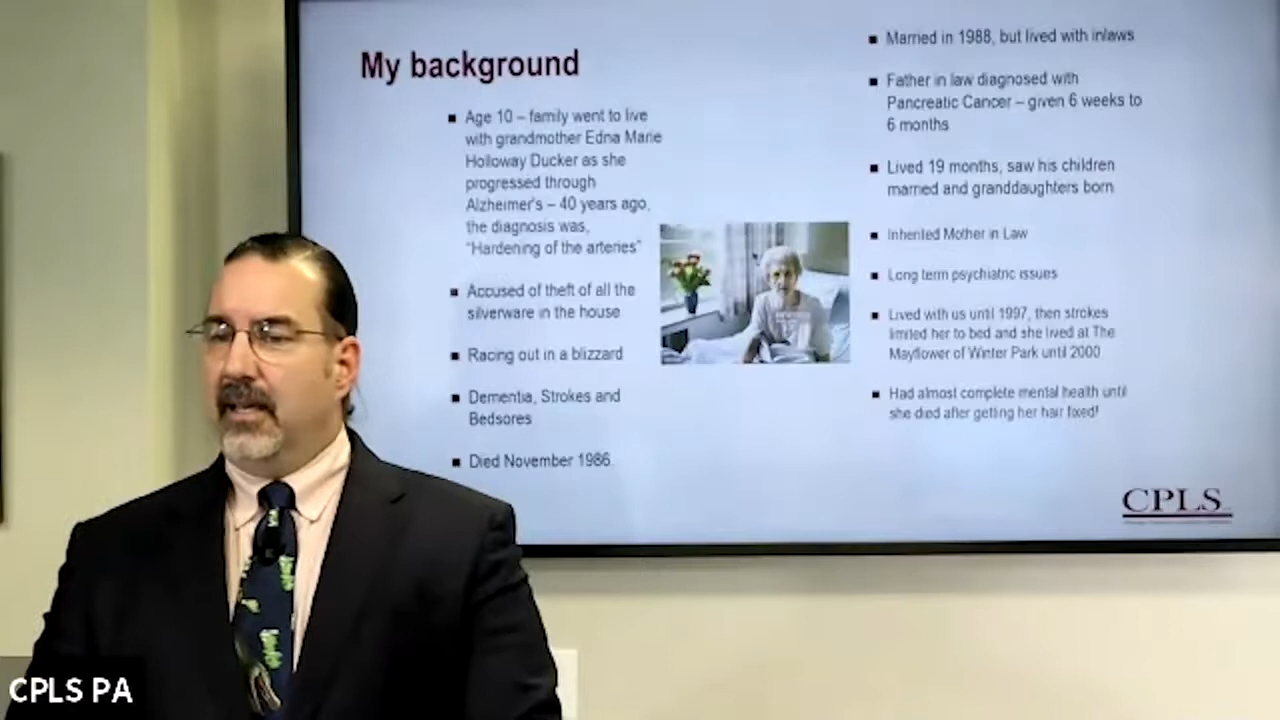 My background
■ Age 10 – family went to live
with grandmother Edna Marie
Holloway Ducker as she
progressed through
Alzheimer's – 40 years ago,
the diagnosis was,
"Hardening of the arteries"
■ Accused of theft of all the
silverware in the house
■ Racing out in a blizzard
■ Dementia, Strokes and
Bedsores
■ Died November 1986
■ Married in 1988, but lived with inlaws
■ Father in law diagnosed with
Pancreatic Cancer – given 6 weeks to
6 months
■ Lived 19 months, saw his children
married and granddaughters born
■ Inherited Mother in Law
■ Long term psychiatric issues
■ Lived with us until 1997, then strokes
limited her to bed and she lived at The
Mayflower of Winter Park until 2000
■ Had almost complete mental health until
she died after getting her hair fixed!
CPLS
CPLS PA